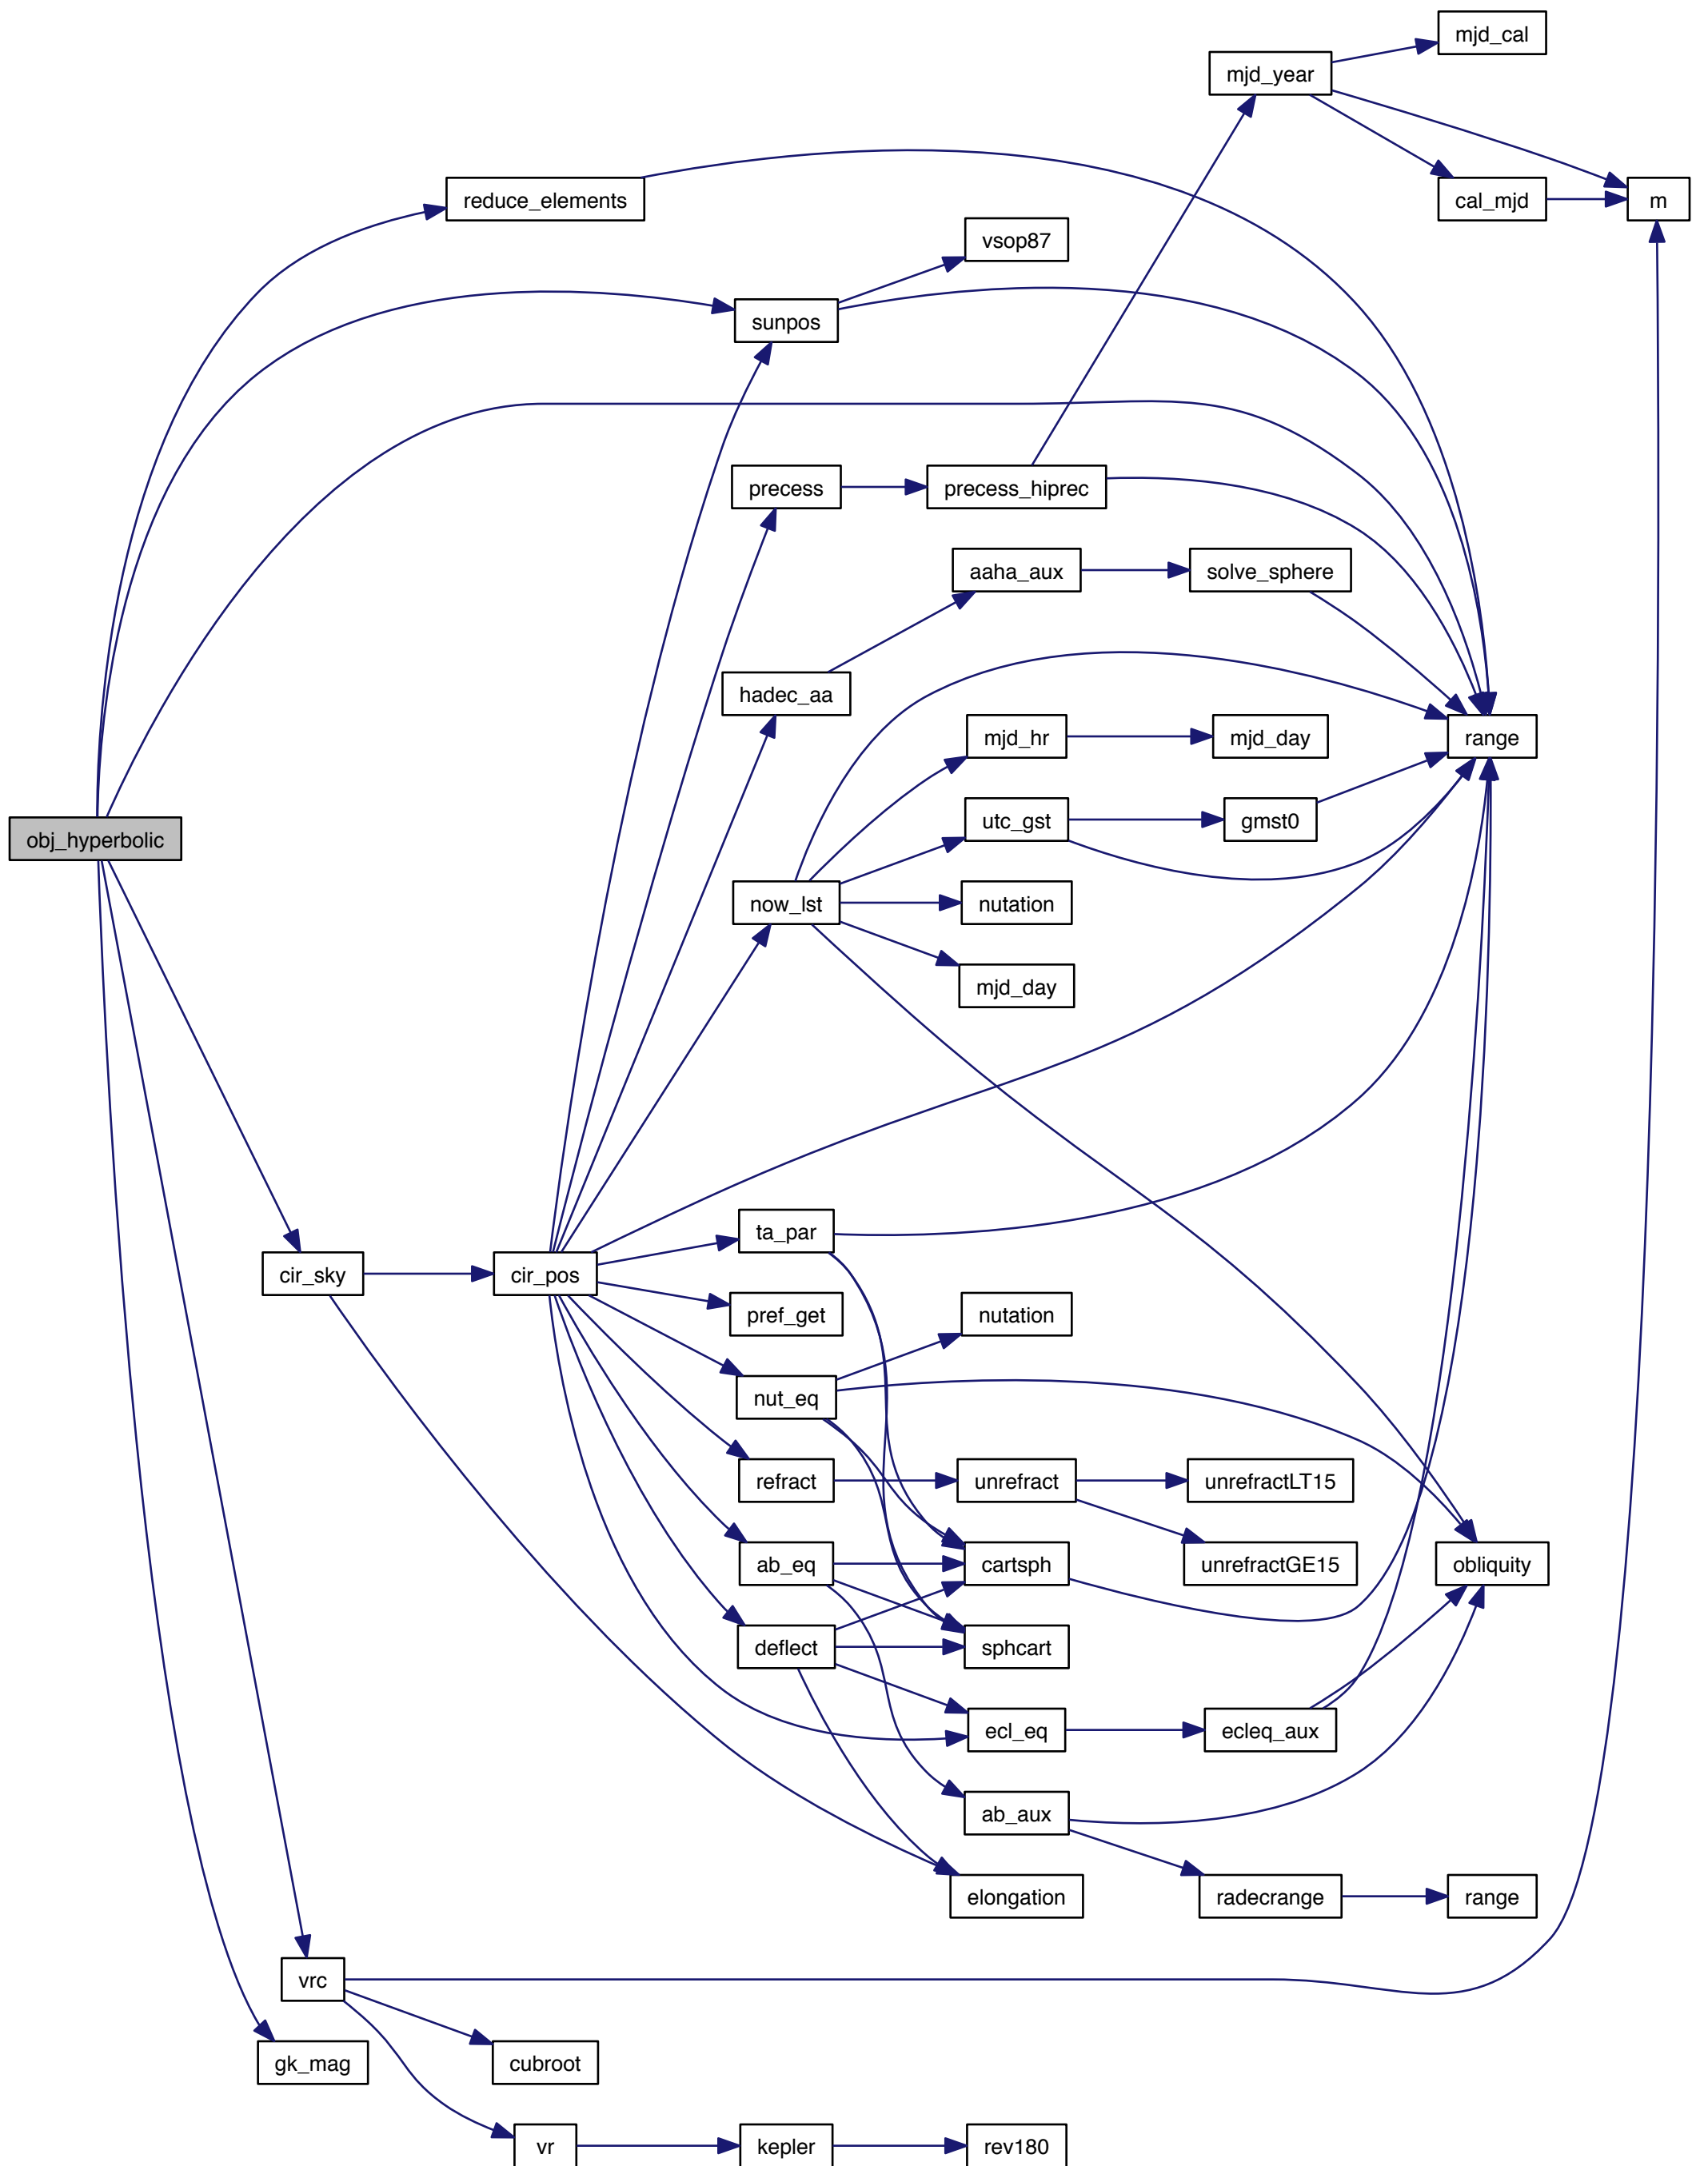 mjd_cal
mjd_year
reduce_elements
cal_mjd
m
vsop87
sunpos
precess
precess_hiprec
aaha_aux
solve_sphere
hadec_aa
mjd_hr
mjd_day
range
utc_gst
gmst0
obj_hyperbolic
now_lst
nutation
mjd_day
ta_par
cir_sky
cir_pos
pref_get
nutation
nut_eq
refract
unrefract
unrefractLT15
ab_eq
cartsph
unrefractGE15
obliquity
deflect
sphcart
ecl_eq
ecleq_aux
ab_aux
elongation
radecrange
range
vrc
gk_mag
cubroot
vr
kepler
rev180